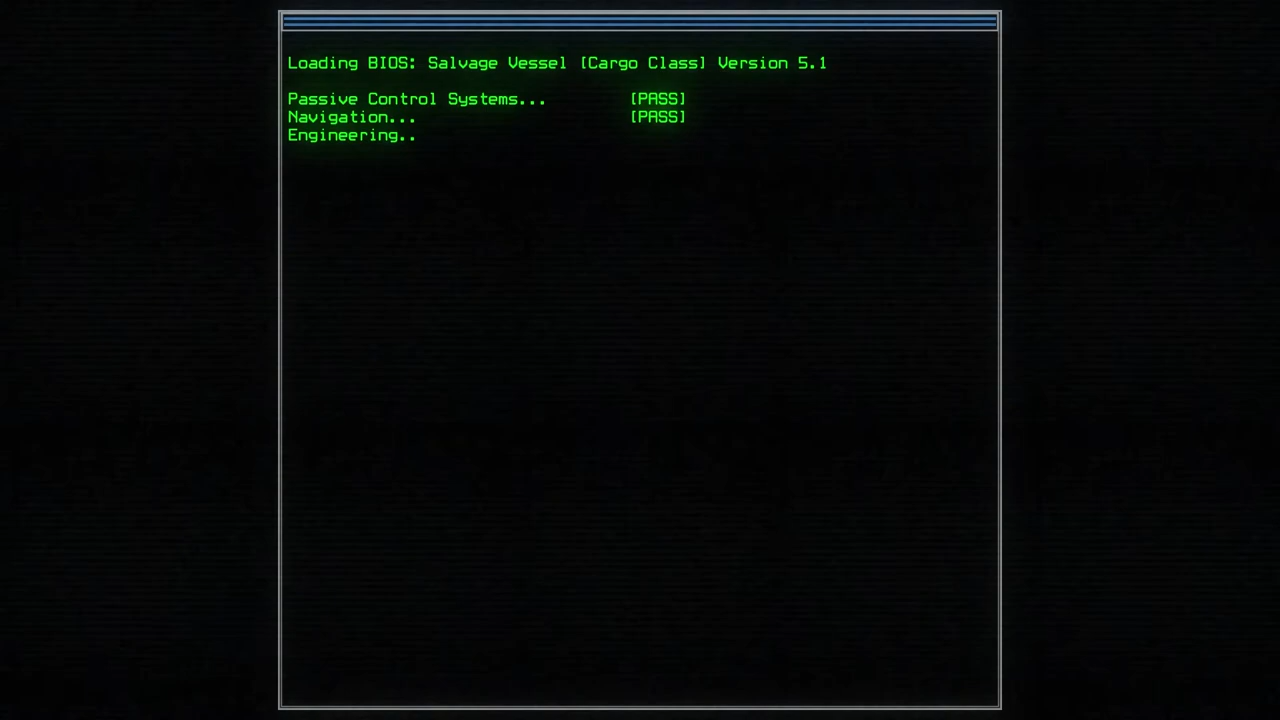 Loading BIOS: Salvage Vessel [Cargo Class] Version 5.1
Passive Control Systems... [PASS]
Navigation... [PASS]
Engineering..